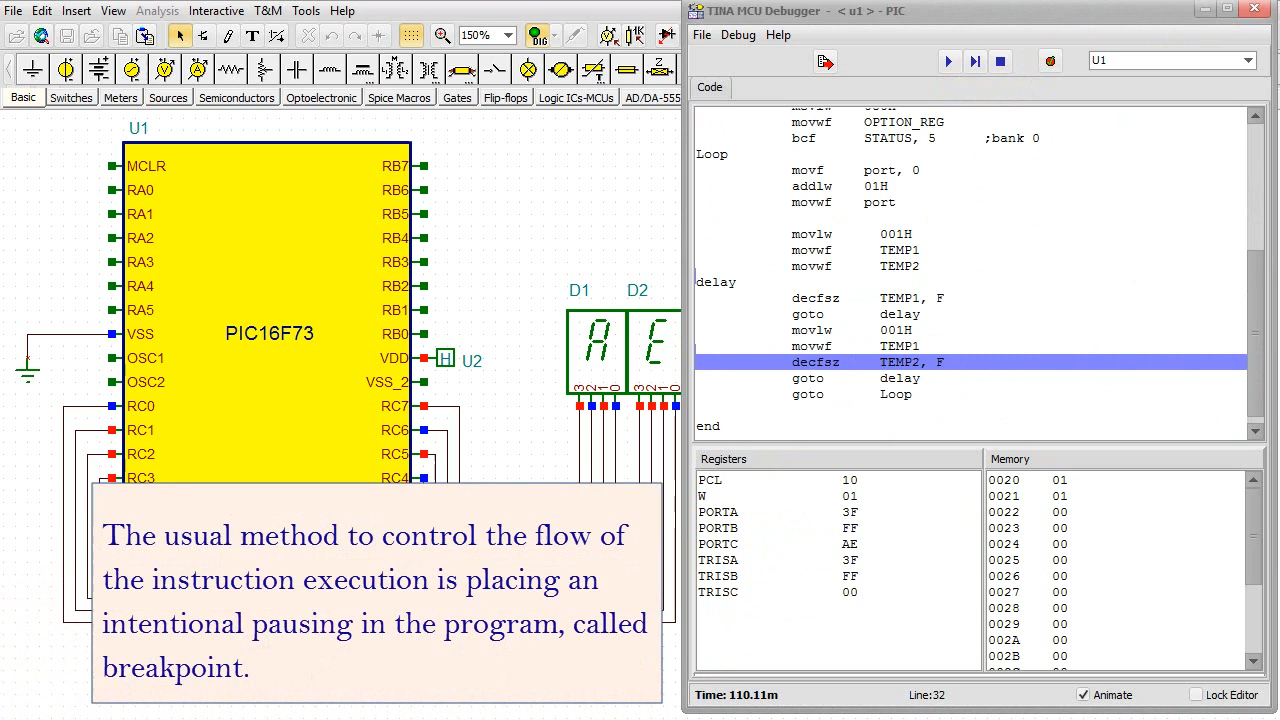 File Edit Insert View Analysis Interactive T&M Tools Help
150%
DIG
Basic Switches Meters Sources Semiconductors Optoelectronic Spice Macros Gates Flip-flops Logic ICs-MCUs AD/DA-555
U1
MCLR RB7
RA0 RB6
RA1 RB5
RA2 RB4
RA3 RB3
RA4 RB2
RA5 RB1
VSS PIC16F73 RB0
OSC1 VDD H U2
OSC2 VSS_2
RC0 RC7
RC1 RC6
RC2 RC5
RC3 RC4
D1 D2
A E
3 2 1 0 3 2 1 0
The usual method to control the flow of
the instruction execution is placing an
intentional pausing in the program, called
breakpoint.
TINA MCU Debugger - < u1 > - PIC
File Debug Help
U1
Code
movwf OPTION_REG
bcf STATUS, 5 ;bank 0
Loop
movf port, 0
addlw 01H
movwf port
movlw 001H
movwf TEMP1
movwf TEMP2
delay
decfsz TEMP1, F
goto delay
movlw 001H
movwf TEMP1
decfsz TEMP2, F
goto delay
goto Loop
end
Registers
PCL 10
W 01
PORTA 3F
PORTB FF
PORTC AE
TRISA 3F
TRISB FF
TRISC 00
Memory
0020 01
0021 01
0022 00
0023 00
0024 00
0025 00
0026 00
0027 00
0028 00
0029 00
002A 00
002B 00
Time: 110.11m Line:32 Animate Lock Editor